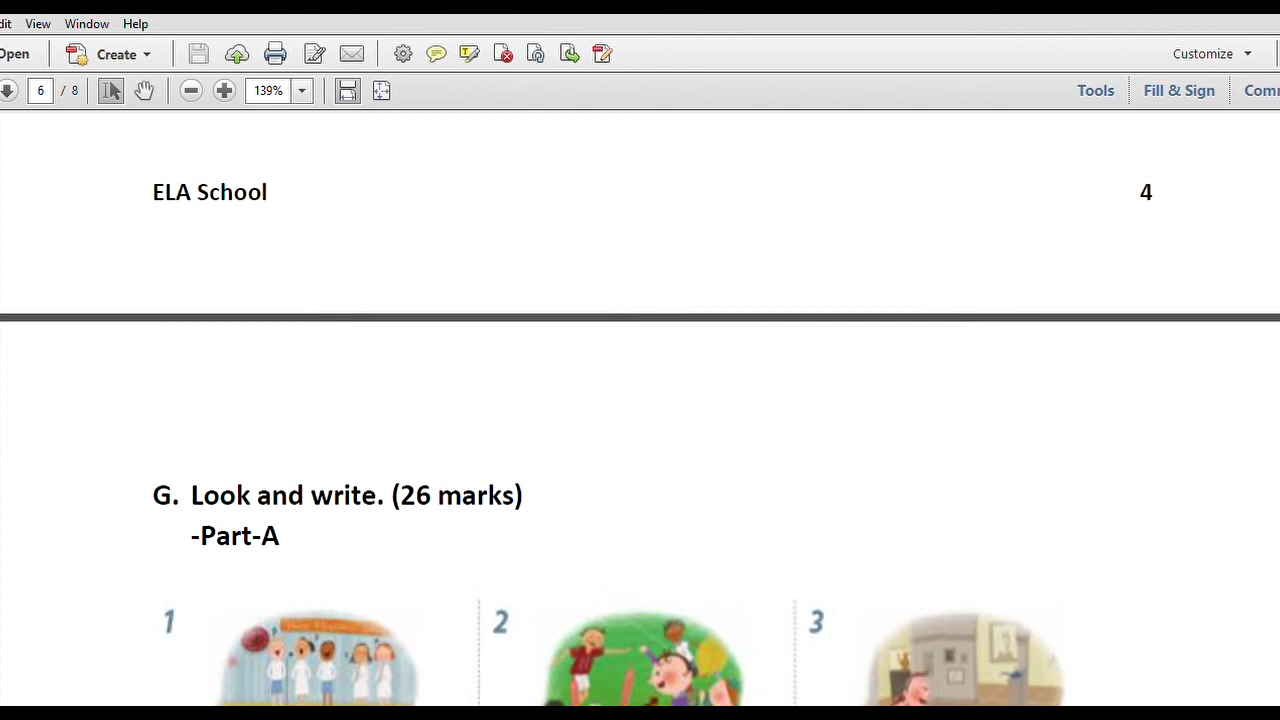 dit View Window Help
Open Create Customize
6 / 8 139% Tools Fill & Sign Comm
ELA School 4
G. Look and write. (26 marks)
-Part-A
1 2 3